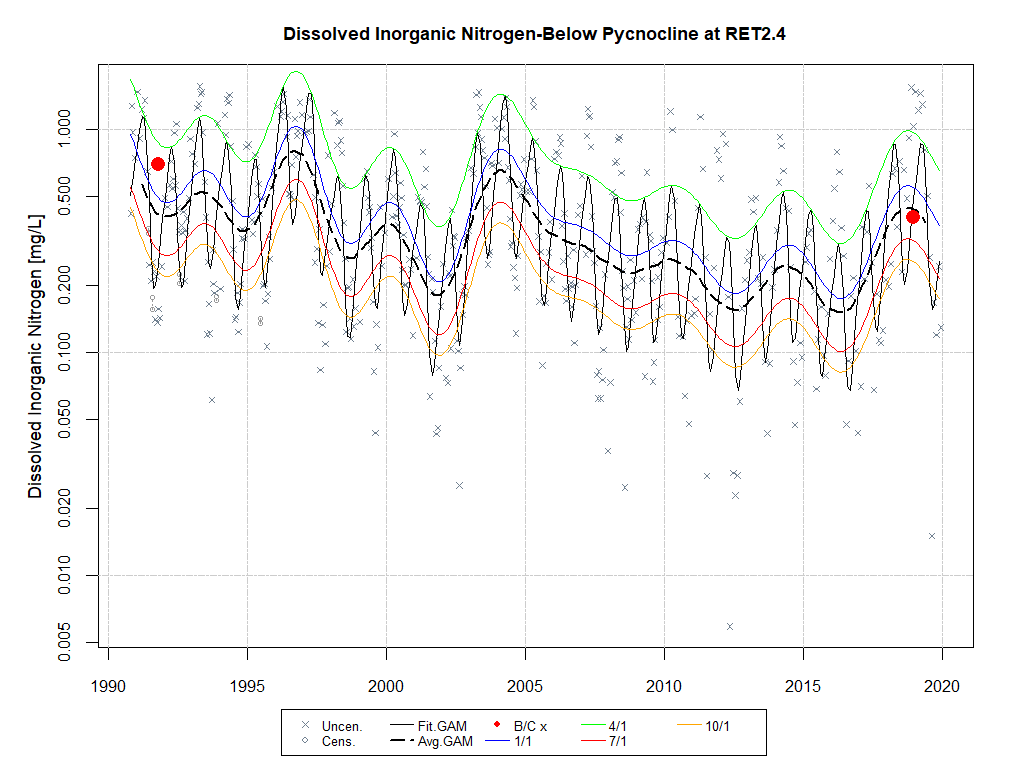 Dissolved Inorganic Nitrogen-Below Pycnocline at RET2.4
Dissolved Inorganic Nitrogen [mg/L]
1.000
0.500
0.200
0.100
0.050
0.020
0.010
0.005
1990 1995 2000 2005 2010 2015 2020
Uncen. Fit.GAM B/C x 4/1 10/1
Cens. Avg.GAM 1/1 7/1